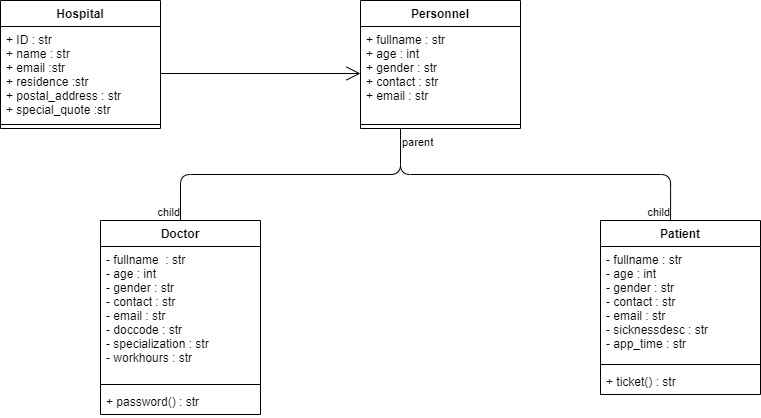 Hospital
+ ID : str
+ name : str
+ email :str
+ residence :str
+ postal_address : str
+ special_quote :str
Personnel
+ fullname : str
+ age : int
+ gender : str
+ contact : str
+ email : str
parent
child
child
Doctor
- fullname  : str
- age : int
- gender : str
- contact : str
- email : str
- doccode : str
- specialization : str
- workhours : str
+ password() : str
Patient
- fullname : str
- age : int
- gender : str
- contact : str
- email : str
- sicknessdesc : str
- app_time : str
+ ticket() : str